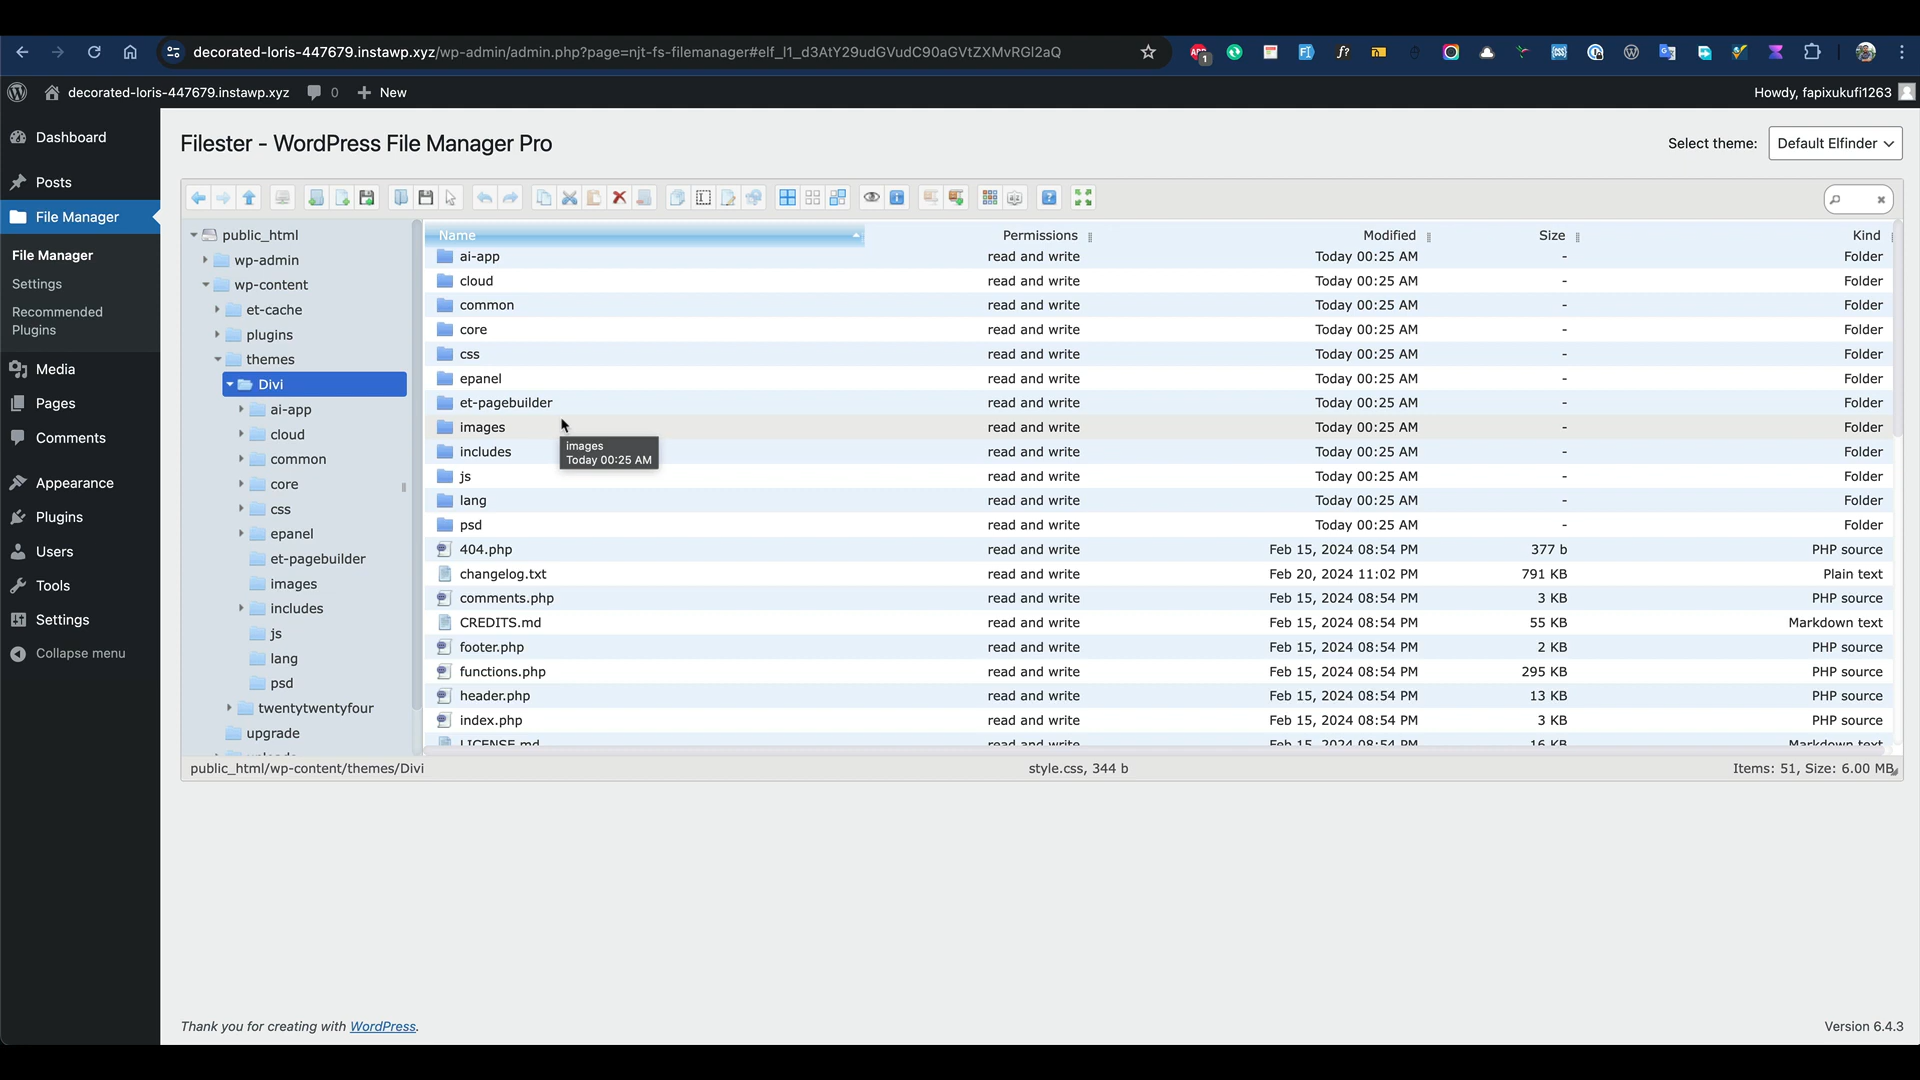 decorated-loris-447679.instawp.xyz/wp-admin/admin.php?page=njt-fs-filemanager#elf_l1_d3AtY29udGVudC90aGVtZXMvRGl2aQ
decorated-loris-447679.instawp.xyz 0 New Howdy, fapixukufi1263
Dashboard
Posts
File Manager
File Manager
Settings
Recommended
Plugins
Media
Pages
Comments
Appearance
Plugins
Users
Tools
Settings
Collapse menu
Filester - WordPress File Manager Pro
Select theme: Default Elfinder
public_html
wp-admin
wp-content
et-cache
plugins
themes
Divi
ai-app
cloud
common
core
css
epanel
et-pagebuilder
images
includes
js
lang
psd
twentytwentyfour
upgrade
Name Permissions Modified Size Kind
ai-app read and write Today 00:25 AM - Folder
cloud read and write Today 00:25 AM - Folder
common read and write Today 00:25 AM - Folder
core read and write Today 00:25 AM - Folder
css read and write Today 00:25 AM - Folder
epanel read and write Today 00:25 AM - Folder
et-pagebuilder read and write Today 00:25 AM - Folder
images read and write Today 00:25 AM - Folder
images
Today 00:25 AM
includes read and write Today 00:25 AM - Folder
js read and write Today 00:25 AM - Folder
lang read and write Today 00:25 AM - Folder
psd read and write Today 00:25 AM - Folder
404.php read and write Feb 15, 2024 08:54 PM 377 b PHP source
changelog.txt read and write Feb 20, 2024 11:02 PM 791 KB Plain text
comments.php read and write Feb 15, 2024 08:54 PM 3 KB PHP source
CREDITS.md read and write Feb 15, 2024 08:54 PM 55 KB Markdown text
footer.php read and write Feb 15, 2024 08:54 PM 2 KB PHP source
functions.php read and write Feb 15, 2024 08:54 PM 295 KB PHP source
header.php read and write Feb 15, 2024 08:54 PM 13 KB PHP source
index.php read and write Feb 15, 2024 08:54 PM 3 KB PHP source
LICENSE.md read and write Feb 15, 2024 08:54 PM 16 KB Markdown text
public_html/wp-content/themes/Divi style.css, 344 b Items: 51, Size: 6.00 MB
Thank you for creating with WordPress. Version 6.4.3